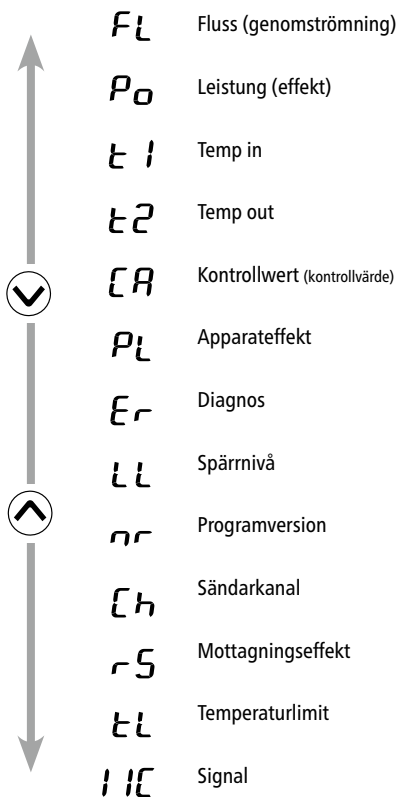 FL Fluss (genomströmning)
Po Leistung (effekt)
t1 Temp in
t2 Temp out
CA Kontrollwert (kontrollvärde)
PL Apparateffekt
Er Diagnos
LL Spärrnivå
nr Programversion
Ch Sändarkanal
rS Mottagningseffekt
tL Temperaturlimit
11C Signal